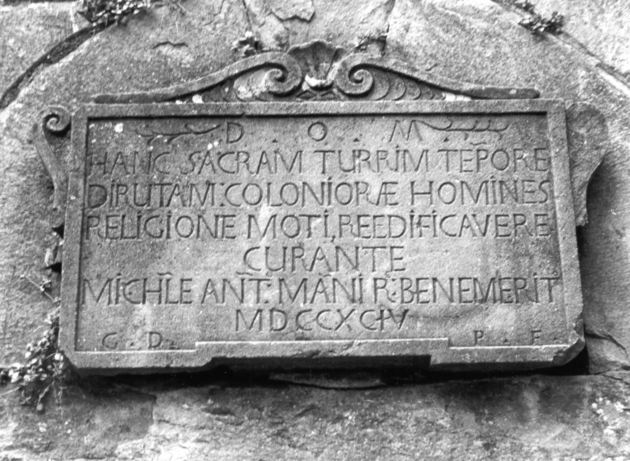 D . O . M
HANC SACRAM TURRIM TEPORE
DIRUTAM: COLONIORÆ HOMINES
RELIGIONE MOTI, REEDIFICAVERE
CURANTE
MICHLE ANT: MANI R: BENEMERIT
MDCCXCIV
G . D. P. F